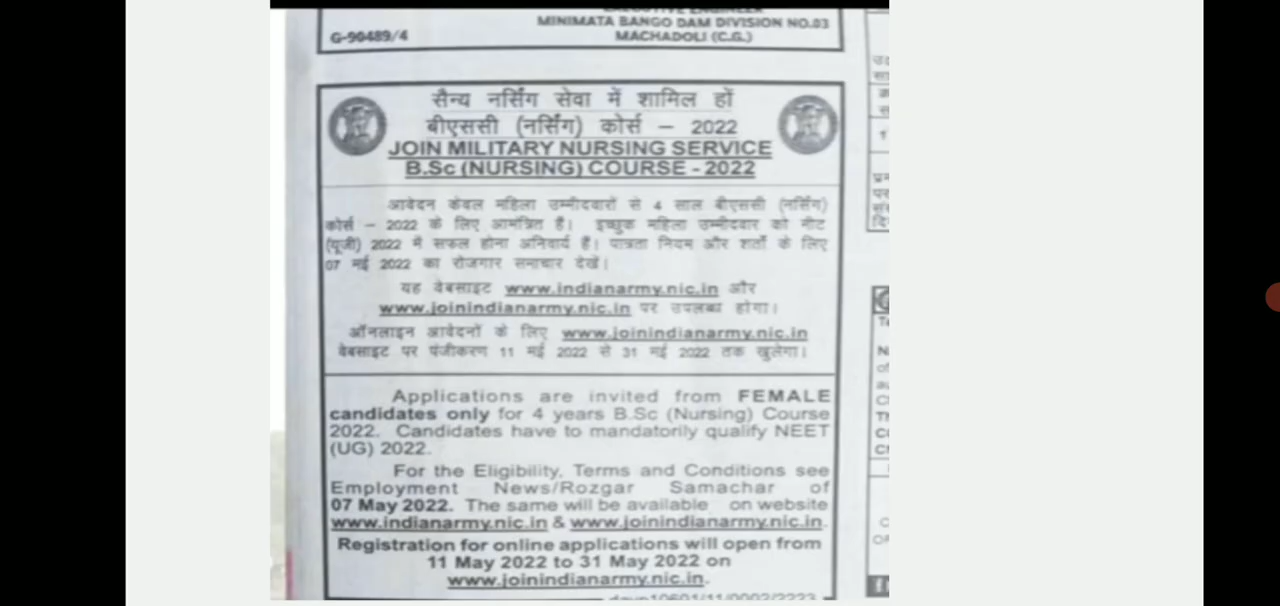 EXECUTIVE ENGINEER
MINIMATA BANGO DAM DIVISION NO.03
G-90489/4
MACHADOLI (C.G.)
सैन्य नर्सिंग सेवा में शामिल हों
बीएससी (नर्सिंग) कोर्स – 2022
JOIN MILITARY NURSING SERVICE
B.Sc (NURSING) COURSE - 2022
आवेदन केवल महिला उम्मीदवारों से 4 साल बीएससी (नर्सिंग)
कोर्स – 2022 के लिए आमंत्रित हैं। इच्छुक महिला उम्मीदवार को नीट
(यूजी) 2022 में सफल होना अनिवार्य हैं। पात्रता नियम और शर्तों के लिए
07 मई 2022 का रोजगार समाचार देखें।
यह वेबसाइट www.indianarmy.nic.in और
www.joinindianarmy.nic.in पर उपलब्ध होगा।
ऑनलाइन आवेदनों के लिए www.joinindianarmy.nic.in
वेबसाइट पर पंजीकरण 11 मई 2022 से 31 मई 2022 तक खुलेगा।
Applications are invited from FEMALE
candidates only for 4 years B.Sc (Nursing) Course
2022. Candidates have to mandatorily qualify NEET
(UG) 2022.
For the Eligibility, Terms and Conditions see
Employment News/Rozgar Samachar of
07 May 2022. The same will be available on website
www.indianarmy.nic.in & www.joinindianarmy.nic.in.
Registration for online applications will open from
11 May 2022 to 31 May 2022 on
www.joinindianarmy.nic.in.